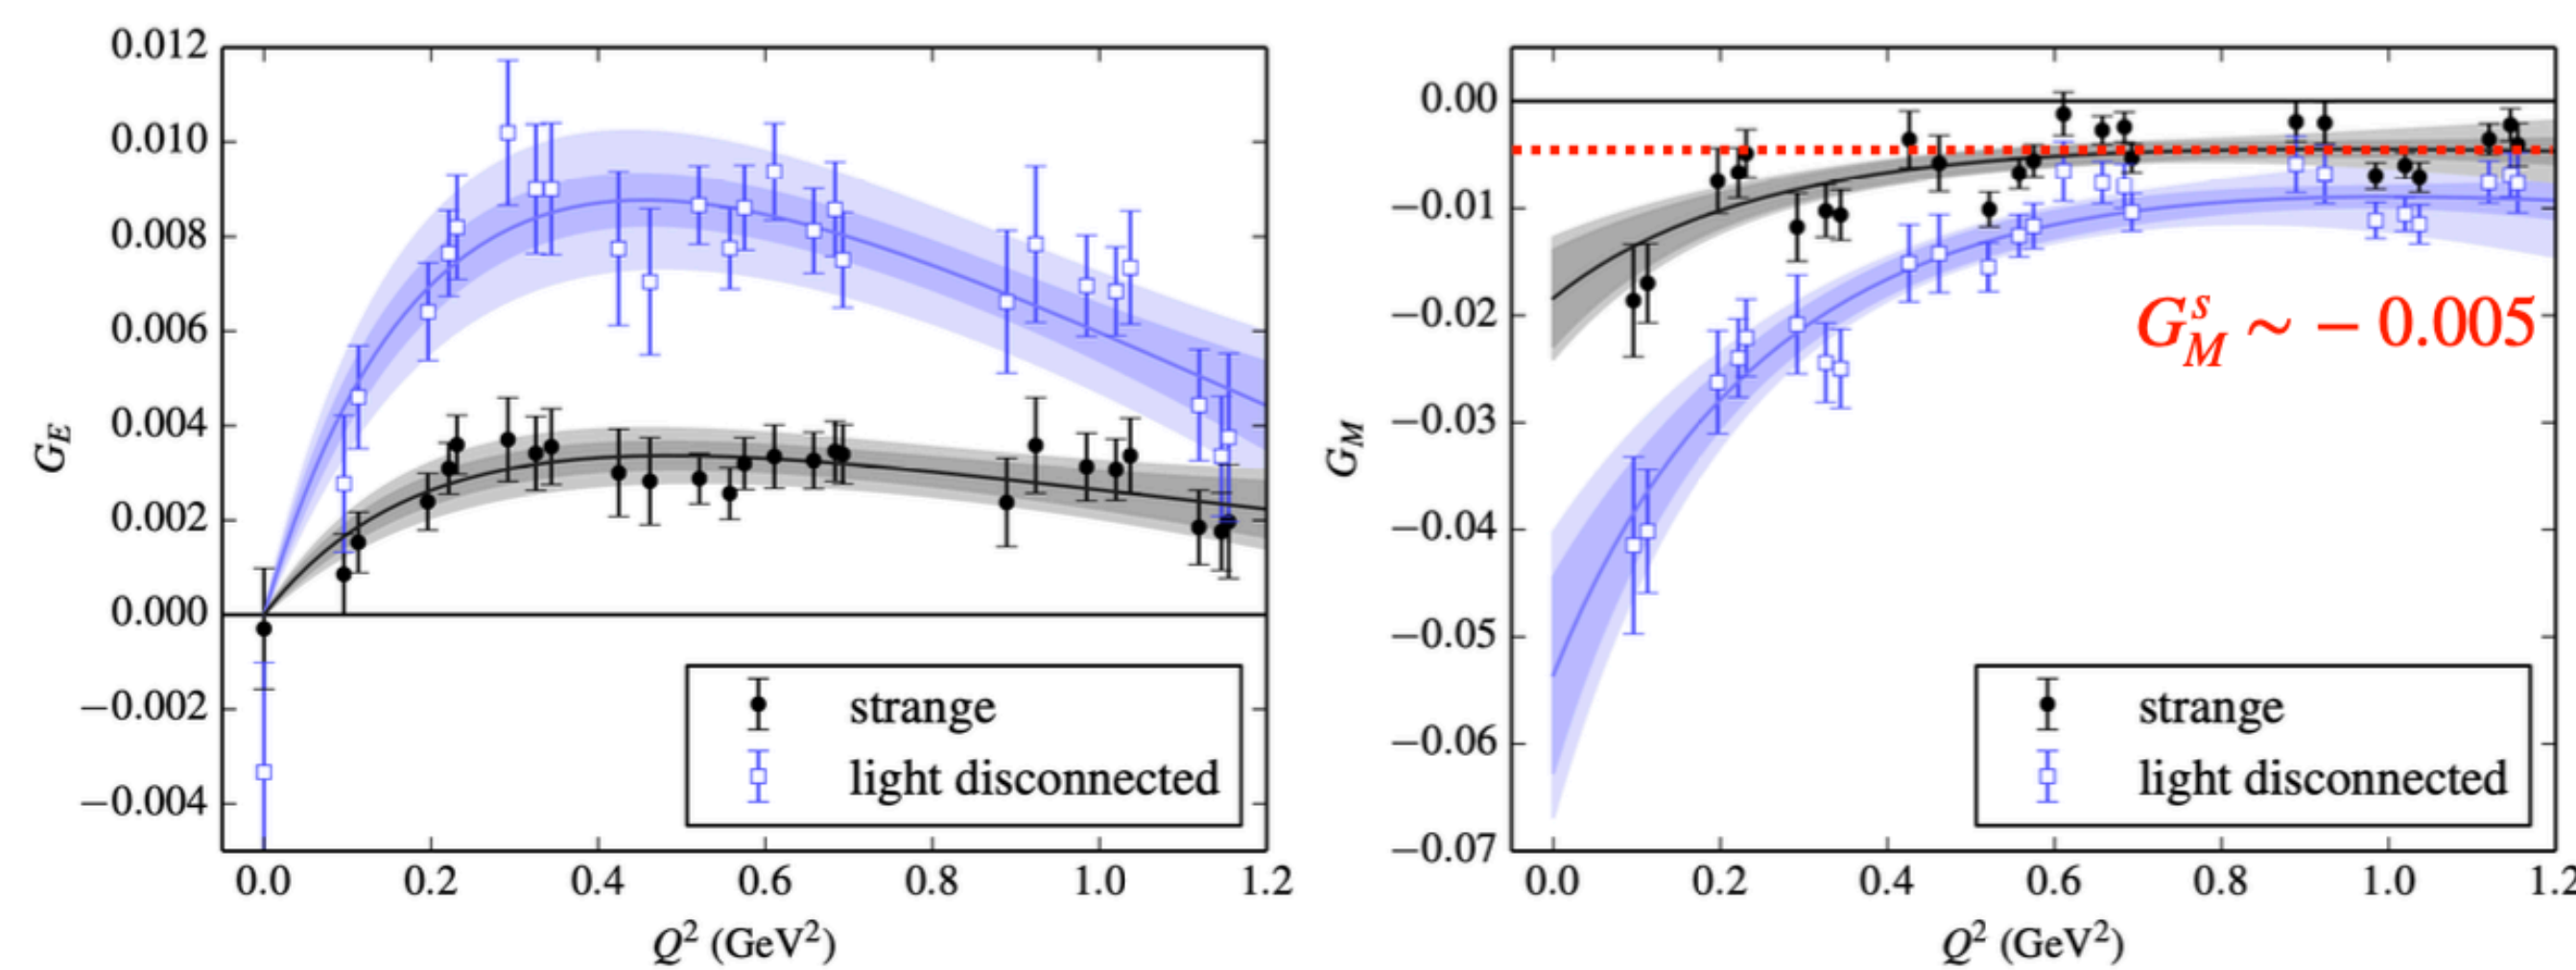 0.012
0.010
0.008
0.006
0.004
0.002
0.000
−0.002
−0.004
G_E
strange
light disconnected
0.0 0.2 0.4 0.6 0.8 1.0 1.2
Q² (GeV²)
0.00
−0.01
−0.02
−0.03
−0.04
−0.05
−0.06
−0.07
G_M
G_M^s ∼ − 0.005
strange
light disconnected
0.0 0.2 0.4 0.6 0.8 1.0 1.2
Q² (GeV²)